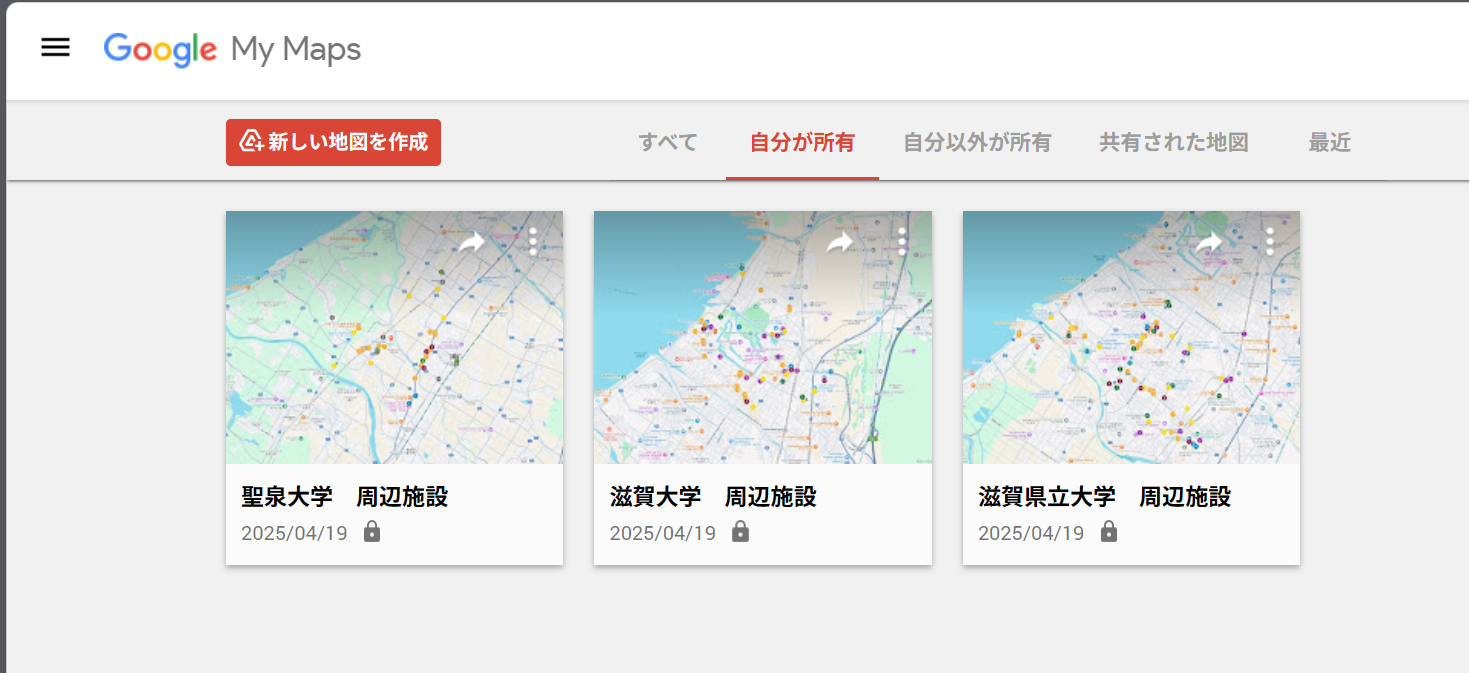 Google My Maps
新しい地図を作成
すべて
自分が所有
自分以外が所有
共有された地図
最近
聖泉大学　周辺施設
2025/04/19
滋賀大学　周辺施設
2025/04/19
滋賀県立大学　周辺施設
2025/04/19